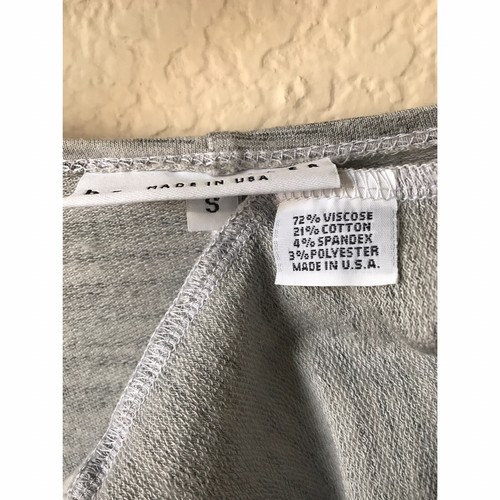 MADE IN USA
S
72% VISCOSE
21% COTTON
4% SPANDEX
3% POLYESTER
MADE IN U.S.A.